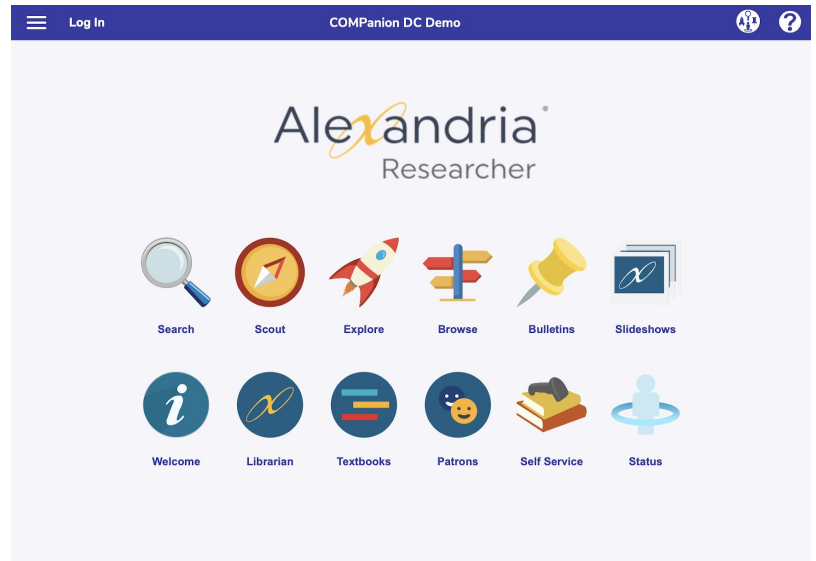 Log In
COMPanion DC Demo
?
Alexandria
Researcher
Search
Scout
Explore
Browse
Bulletins
Slideshows
i
Welcome
Librarian
Textbooks
Patrons
Self Service
Status